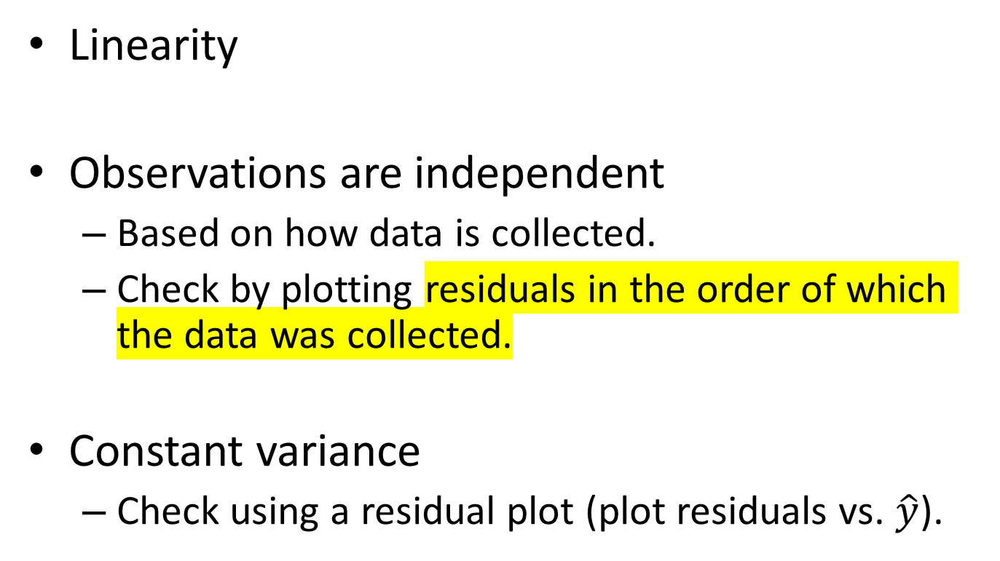 • Linearity
• Observations are independent
– Based on how data is collected.
– Check by plotting residuals in the order of which
the data was collected.
• Constant variance
– Check using a residual plot (plot residuals vs. ŷ).